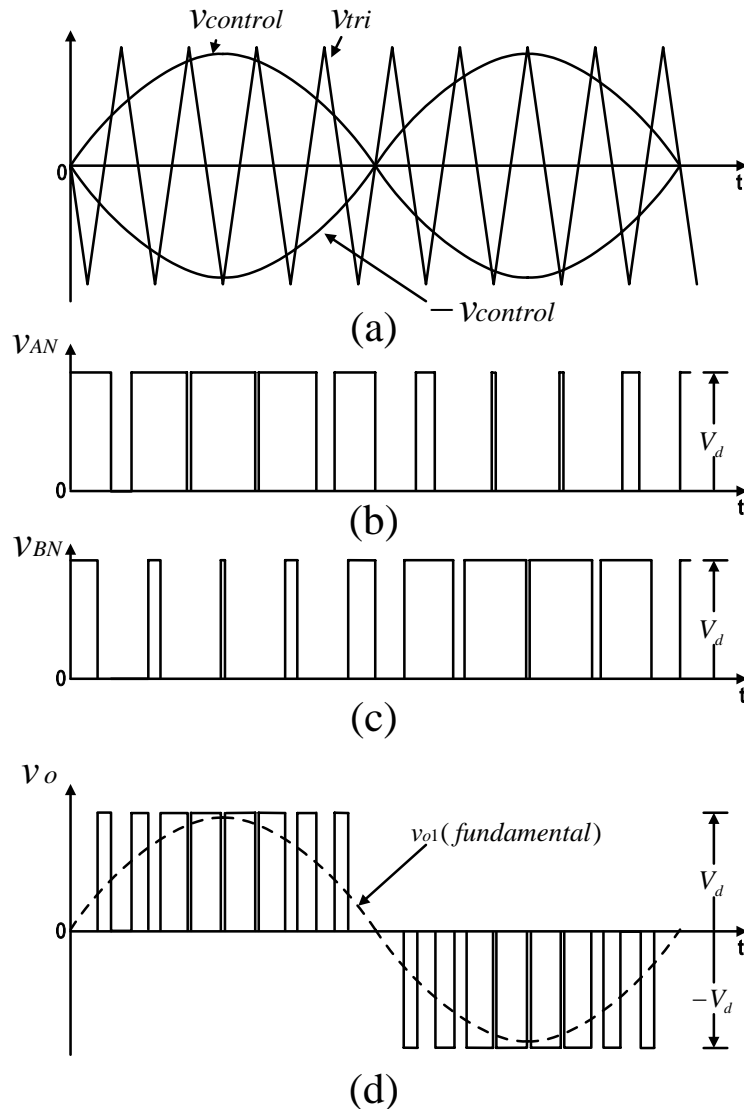 vcontrol vtri
0 t
−vcontrol
(a)
vAN
Vd
0 t
(b)
vBN
Vd
0 t
(c)
vo
vo1(fundamental)
Vd
0 t
−Vd
(d)